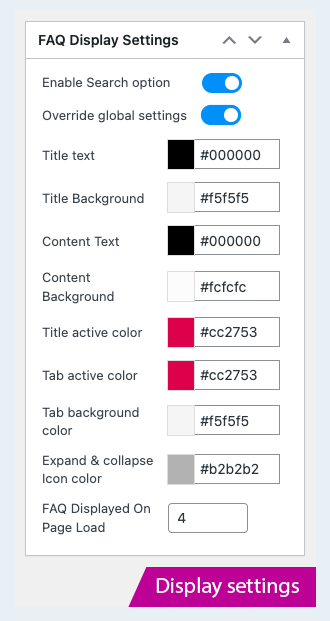 FAQ Display Settings
Enable Search option
Override global settings
Title text #000000
Title Background #f5f5f5
Content Text #000000
Content
Background #fcfcfc
Title active color #cc2753
Tab active color #cc2753
Tab background
color #f5f5f5
Expand & collapse
Icon color #b2b2b2
FAQ Displayed On
Page Load 4
Display settings